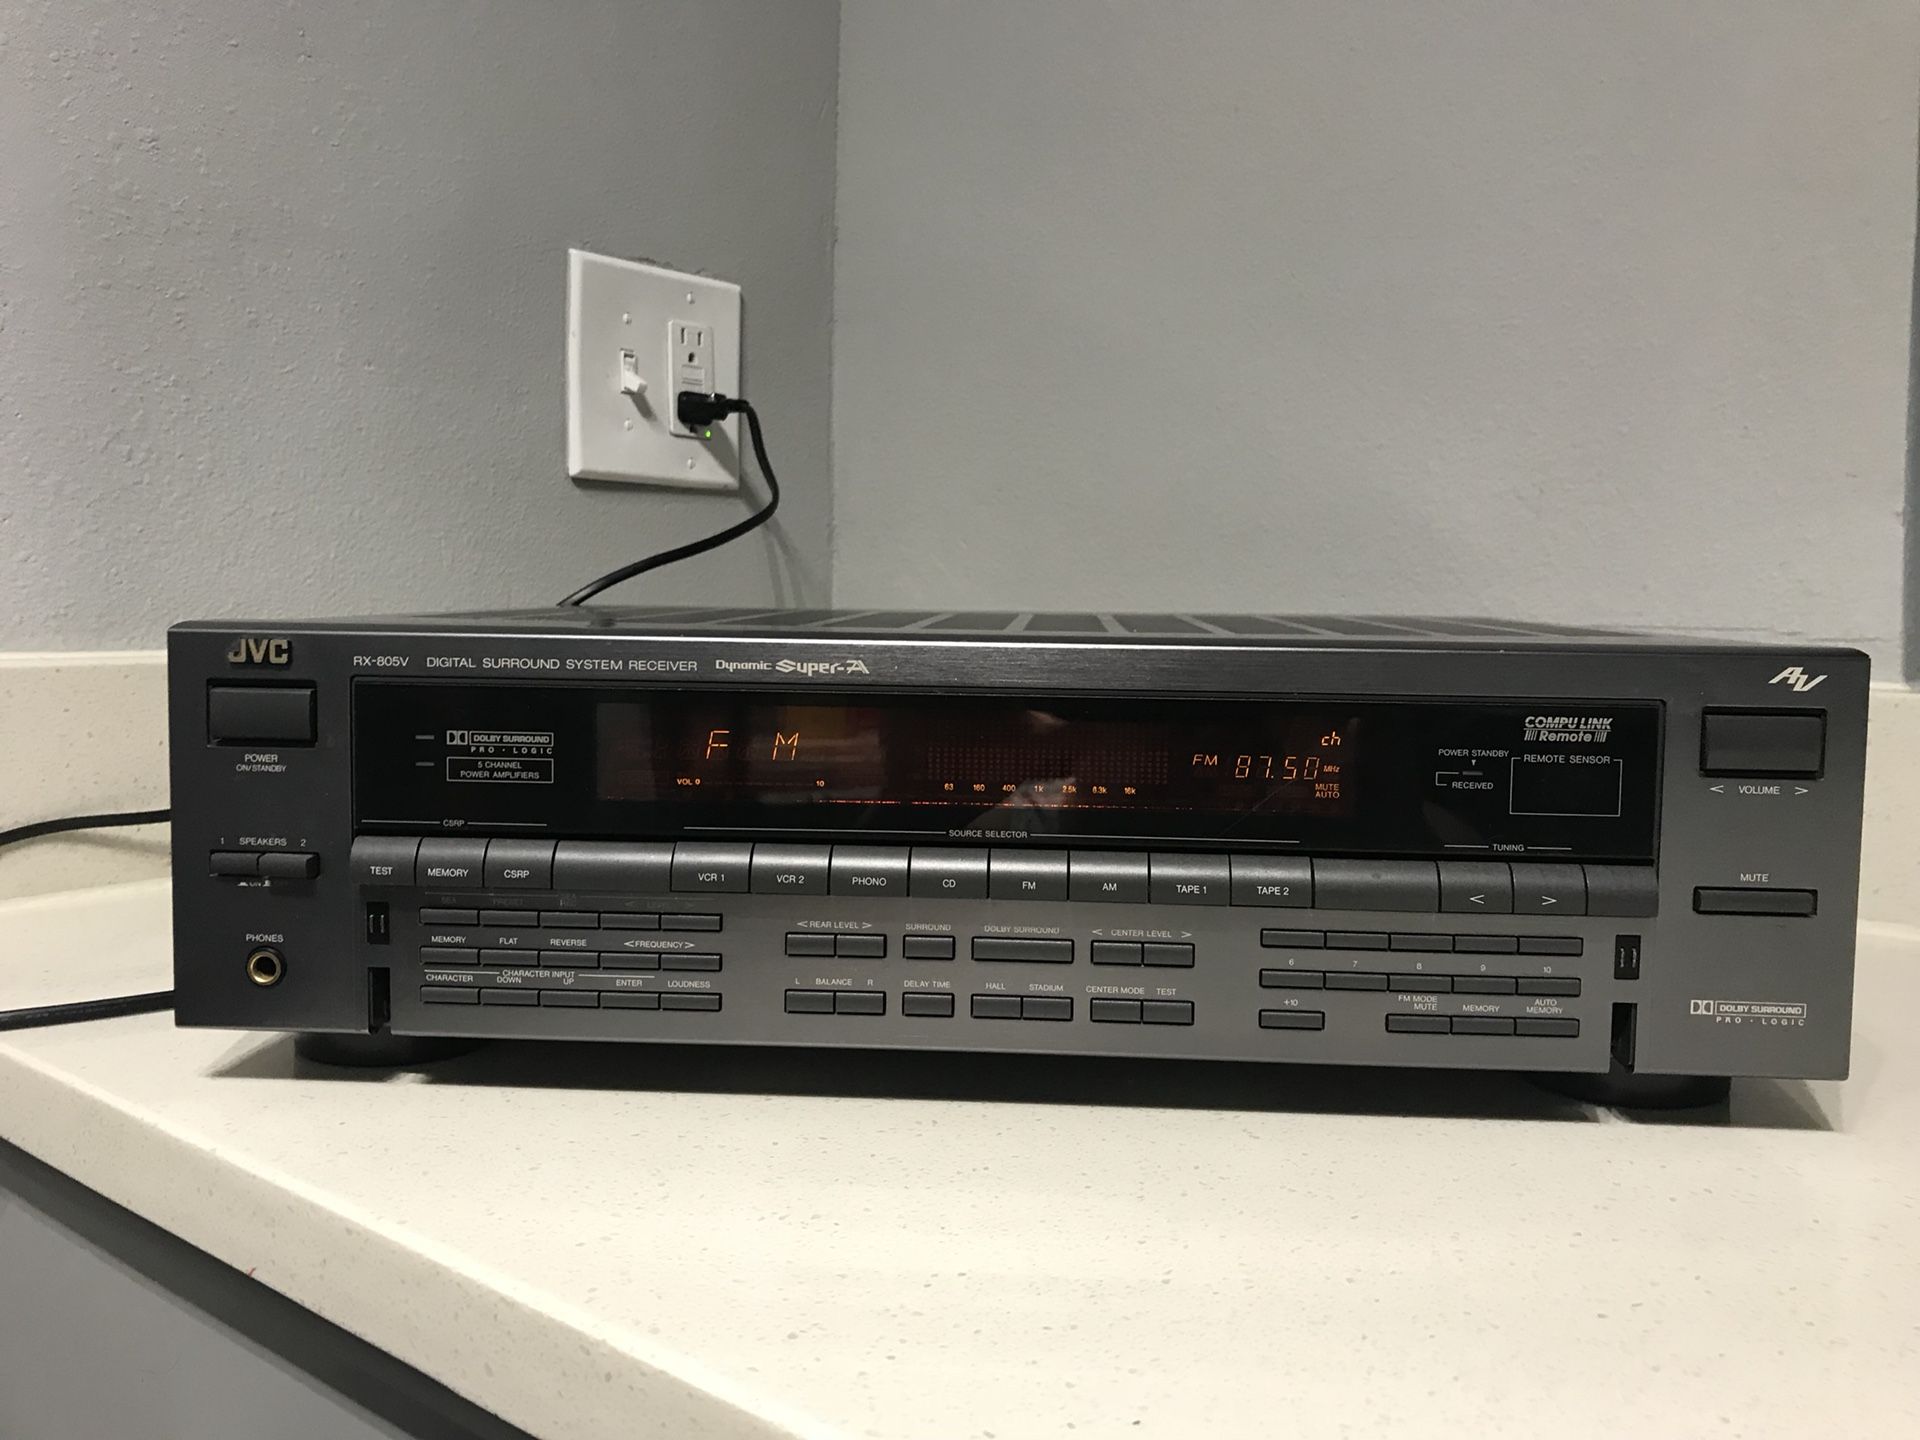 JVC
RX-805V DIGITAL SURROUND SYSTEM RECEIVER Dynamic Super-A
AV
POWER
ON/STANDBY
DOLBY SURROUND
PRO · LOGIC
5 CHANNEL
POWER AMPLIFIERS
F M
VOL 0 10
63 160 400 1k 2.5k 6.3k 16k
ch
FM 87.50 MHz
MUTE
AUTO
COMPU LINK
Remote
POWER STANDBY
REMOTE SENSOR
RECEIVED
< VOLUME >
CSRP
SOURCE SELECTOR
TUNING
1 SPEAKERS 2
ON
TEST MEMORY CSRP VCR 1 VCR 2 PHONO CD FM AM TAPE 1 TAPE 2 < >
MUTE
PHONES
< REAR LEVEL > SURROUND DOLBY SURROUND < CENTER LEVEL >
MEMORY FLAT REVERSE < FREQUENCY >
6 7 8 9 10
CHARACTER INPUT
CHARACTER DOWN UP ENTER LOUDNESS
L BALANCE R DELAY TIME HALL STADIUM CENTER MODE TEST
+10 FM MODE MUTE MEMORY AUTO MEMORY
DOLBY SURROUND
PRO · LOGIC